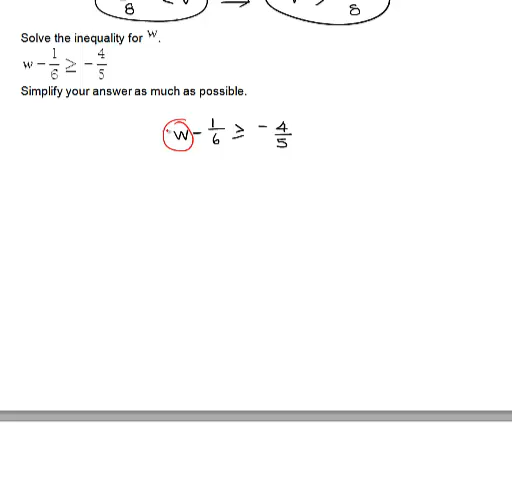 8 < v → > 8
Solve the inequality for w.
w - 1/6 ≥ - 4/5
Simplify your answer as much as possible.
w - 1/6 ≥ - 4/5